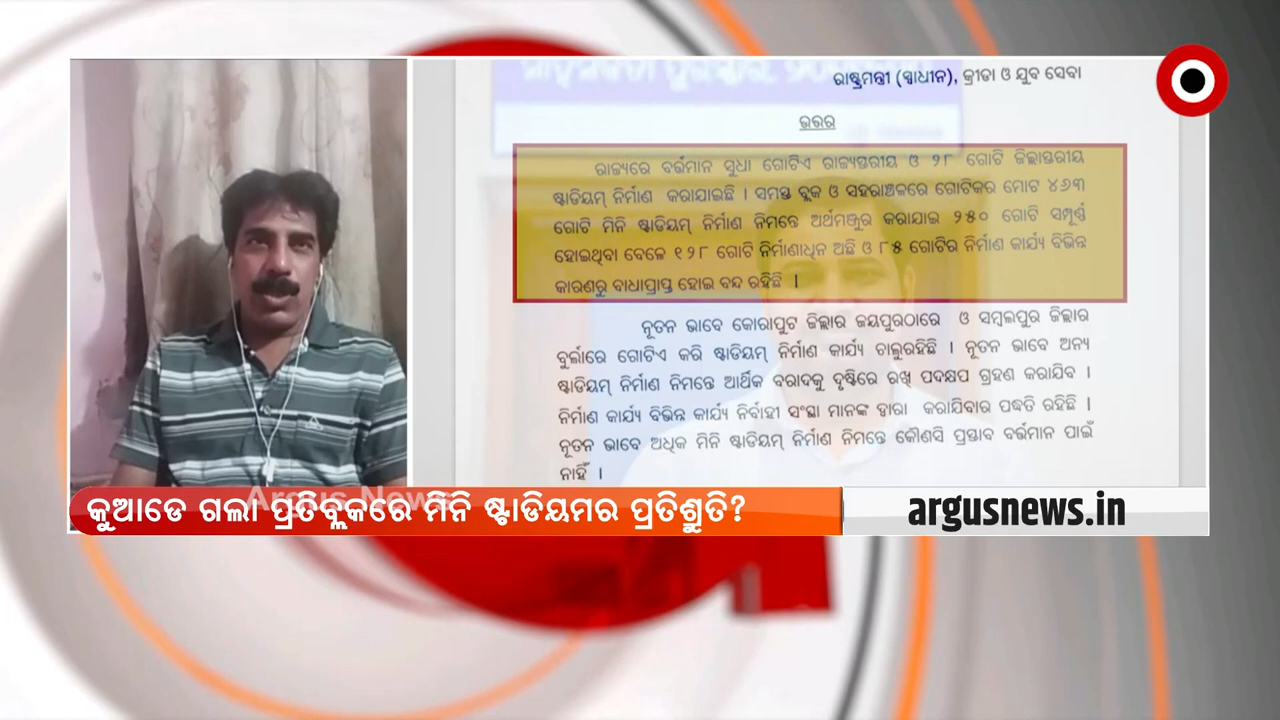 ରାଷ୍ଟ୍ରମନ୍ତ୍ରୀ (ସ୍ୱାଧୀନ), କ୍ରୀଡା ଓ ଯୁବ ସେବା
ଉତ୍ତର
ରାଜ୍ୟରେ ବର୍ତ୍ତମାନ ସୁଧା ଗୋଟିଏ ରାଜ୍ୟସ୍ତରୀୟ ଓ ୨୮ ଗୋଟି ଜିଲ୍ଲାସ୍ତରୀୟ
ଷ୍ଟାଡିୟମ୍ ନିର୍ମାଣ କରାଯାଇଛି । ସମସ୍ତ ବ୍ଲକ ଓ ସହରାଞ୍ଚଳରେ ଗୋଟିକର ମୋଟ ୪୬୩
ଗୋଟି ମିନି ଷ୍ଟାଡିୟମ୍ ନିର୍ମାଣ ନିମନ୍ତେ ଅର୍ଥମଞ୍ଜୁର କରାଯାଇ ୨୫୦ ଗୋଟି ସମ୍ପୂର୍ଣ୍ଣ
ହୋଇଥିବା ବେଳେ ୧୨୮ ଗୋଟି ନିର୍ମାଣାଧିନ ଅଛି ଓ ୮୫ ଗୋଟିର ନିର୍ମାଣ କାର୍ଯ୍ୟ ବିଭିନ୍ନ
କାରଣରୁ ବାଧାପ୍ରାପ୍ତ ହୋଇ ବନ୍ଦ ରହିଛି ।
ନୂତନ ଭାବେ କୋରାପୁଟ ଜିଲ୍ଲାର ଜୟପୁରଠାରେ ଓ ସମ୍ବଲପୁର ଜିଲ୍ଲାର
ବୁର୍ଲାରେ ଗୋଟିଏ କରି ଷ୍ଟାଡିୟମ୍ ନିର୍ମାଣ କାର୍ଯ୍ୟ ଚାଲୁରହିଛି । ନୂତନ ଭାବେ ଅନ୍ୟ
ଷ୍ଟାଡିୟମ୍ ନିର୍ମାଣ ନିମନ୍ତେ ଆର୍ଥିକ ବରାଦକୁ ଦୃଷ୍ଟିରେ ରଖି ପଦକ୍ଷପ ଗ୍ରହଣ କରାଯିବ ।
ନିର୍ମାଣ କାର୍ଯ୍ୟ ବିଭିନ୍ନ କାର୍ଯ୍ୟ ନିର୍ବାହୀ ସଂସ୍ଥା ମାନଙ୍କ ଦ୍ୱାରା କରାଯିବାର ପଦ୍ଧତି ରହିଛି ।
ନୂତନ ଭାବେ ଅଧିକ ମିନି ଷ୍ଟାଡିୟମ୍ ନିର୍ମାଣ ନିମନ୍ତେ କୌଣସି ପ୍ରସ୍ତାବ ବର୍ତ୍ତମାନ ପାଇଁ
ନାହିଁ ।
Argus News
କୁଆଡେ ଗଲା ପ୍ରତିବ୍ଲକରେ ମିନି ଷ୍ଟାଡିୟମର ପ୍ରତିଶ୍ରୁତି?
argusnews.in